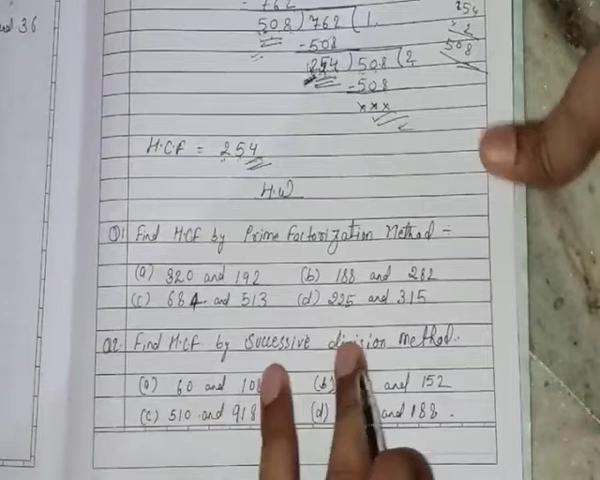 - 762
508) 762 (1.
- 508
254) 508 (2
- 508
×××
254
× 2
508
H.C.F = 254
H.W
Q1 Find H.C.F by Prime Factorization Method -
(a) 320 and 192 (b) 188 and 282
(c) 684 and 513 (d) 225 and 315
Q2 Find H.C.F by Successive division method.
(a) 60 and (b) and 152
(c) 510 and 918 (d) and 188.